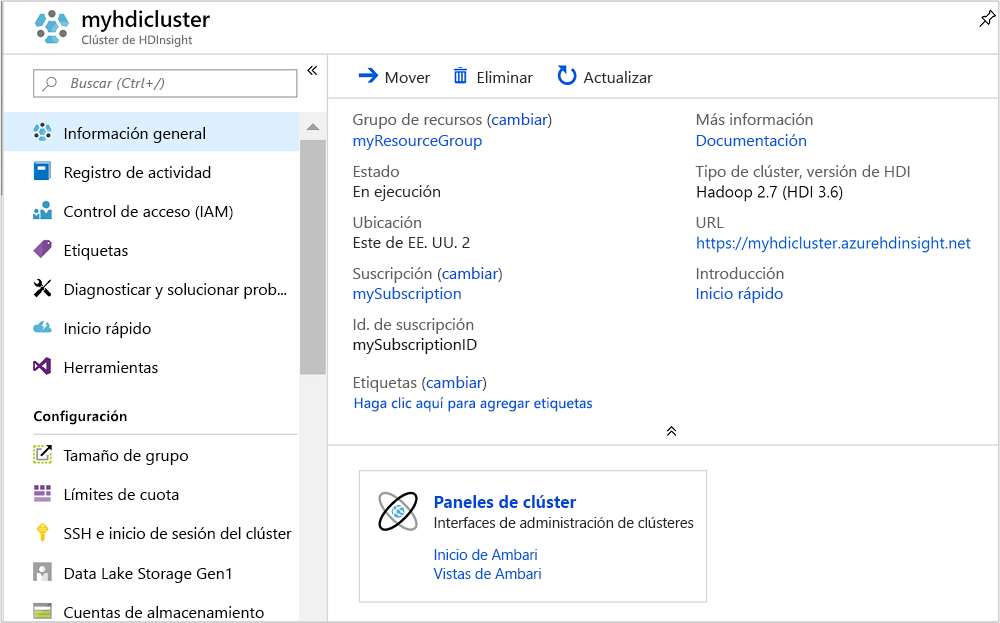 myhdicluster
Clúster de HDInsight
Buscar (Ctrl+/)
Información general
Registro de actividad
Control de acceso (IAM)
Etiquetas
Diagnosticar y solucionar prob...
Inicio rápido
Herramientas
Configuración
Tamaño de grupo
Límites de cuota
SSH e inicio de sesión del clúster
Data Lake Storage Gen1
Cuentas de almacenamiento
Mover
Eliminar
Actualizar
Grupo de recursos (cambiar)
myResourceGroup
Estado
En ejecución
Ubicación
Este de EE. UU. 2
Suscripción (cambiar)
mySubscription
Id. de suscripción
mySubscriptionID
Etiquetas (cambiar)
Haga clic aquí para agregar etiquetas
Más información
Documentación
Tipo de clúster, versión de HDI
Hadoop 2.7 (HDI 3.6)
URL
https://myhdicluster.azurehdinsight.net
Introducción
Inicio rápido
Paneles de clúster
Interfaces de administración de clústeres
Inicio de Ambari
Vistas de Ambari